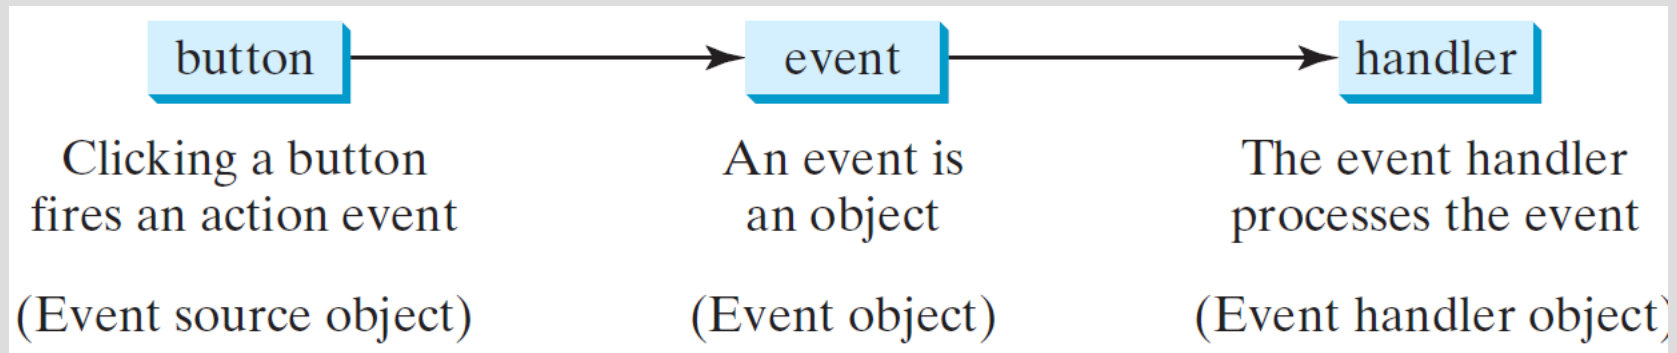 button
event
handler
Clicking a button
fires an action event
An event is
an object
The event handler
processes the event
(Event source object)
(Event object)
(Event handler object)